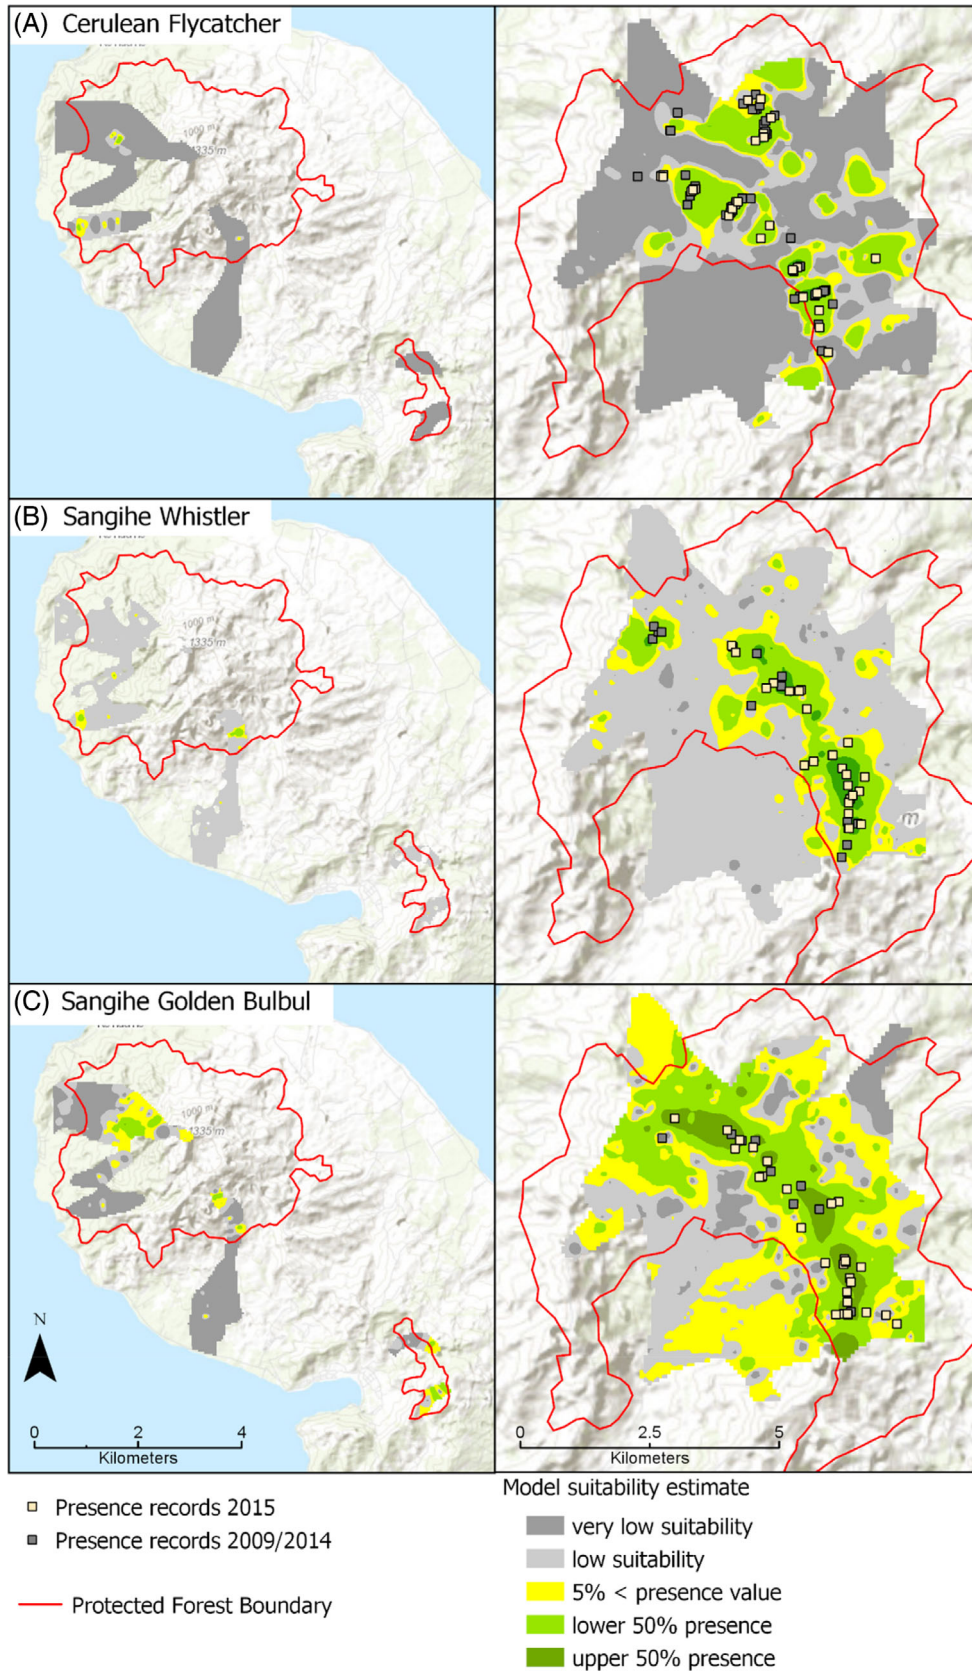 (A) Cerulean Flycatcher
1000 m
1335 m
(B) Sangihe Whistler
1000 m
1335 m
m
(C) Sangihe Golden Bulbul
1000 m
1335 m
N
0 2 4
Kilometers
0 2.5 5
Kilometers
Presence records 2015
Presence records 2009/2014
Protected Forest Boundary
Model suitability estimate
very low suitability
low suitability
5% < presence value
lower 50% presence
upper 50% presence